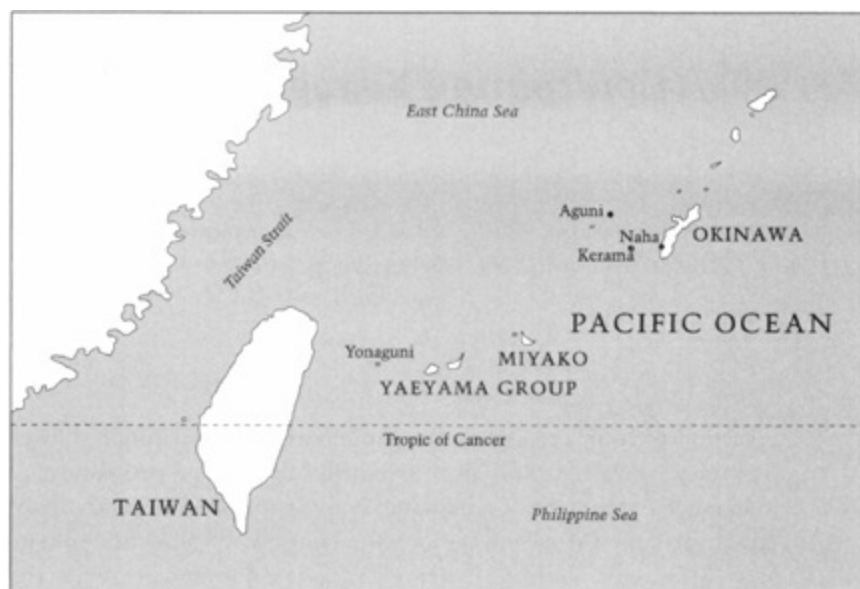 East China Sea
Aguni
Taiwan Strait
Naha
OKINAWA
Kerama
PACIFIC OCEAN
Yonaguni
MIYAKO
YAEYAMA GROUP
Tropic of Cancer
TAIWAN
Philippine Sea